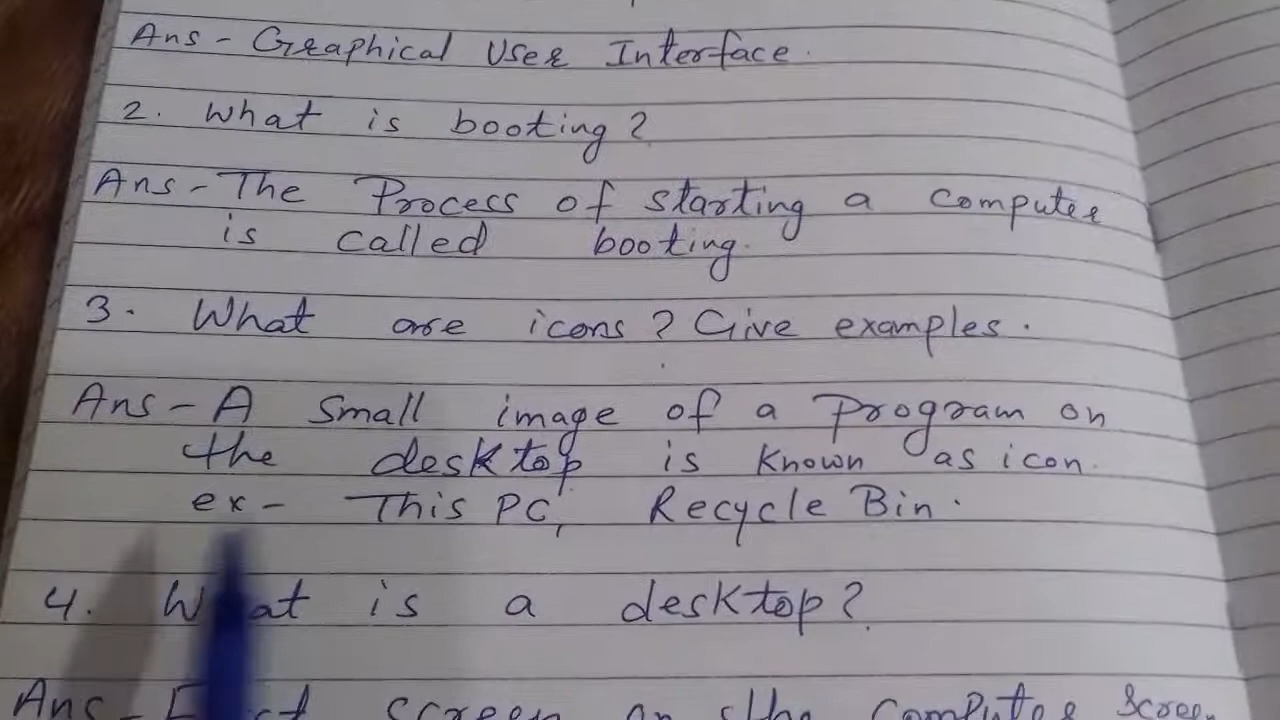 Ans - Graphical User Interface.
2. What is booting?
Ans - The Process of starting a computer
is called booting.
3. What are icons? Give examples.
Ans - A small image of a program on
the desktop is known as icon.
ex - This PC, Recycle Bin.
4. What is a desktop?
Ans - screen on the computer screen